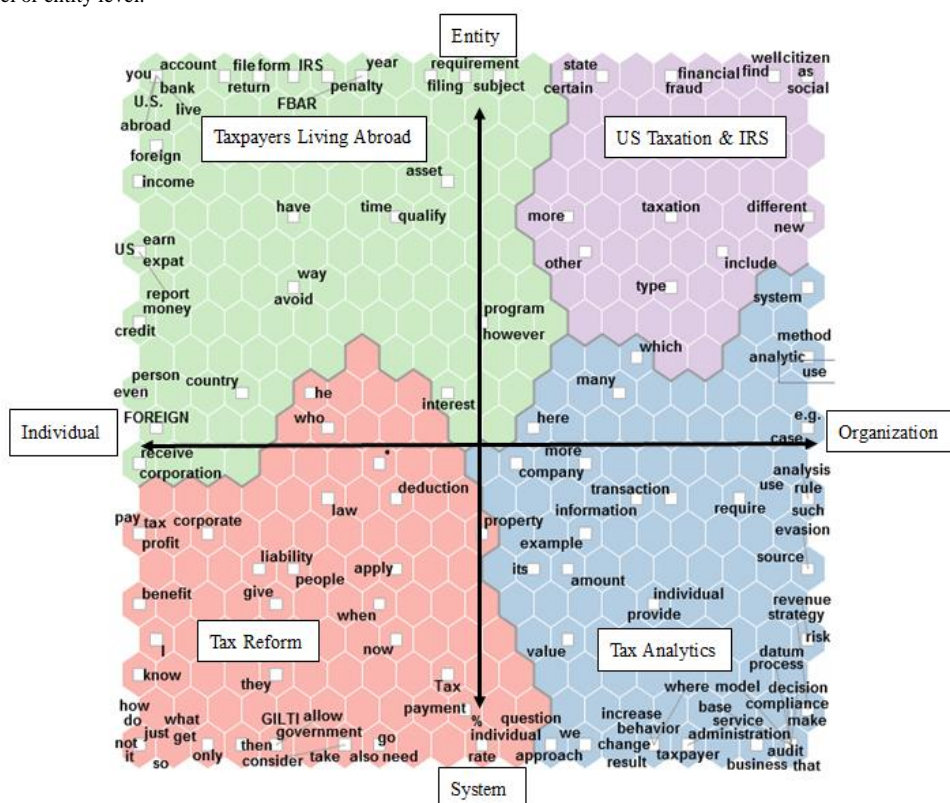 el of entity level.
Entity
account file form IRS year requirement state well citizen
you bank return penalty filing subject certain financial find as
U.S. live FBAR fraud social
abroad Taxpayers Living Abroad US Taxation & IRS
foreign
income asset
have time qualify more taxation different
new
US earn
expat other include
way type system
report avoid
money program
credit however method
which analytic
person country many use
even he interest
FOREIGN who here e.g.
Individual Organization
case
receive more
corporation company analysis
deduction transaction use rule
law information require such
pay tax corporate property evasion
profit example
liability its source
people apply amount
benefit give individual revenue
when provide strategy
I Tax Reform now value Tax Analytics risk
datum
know they process
Tax where model decision
how payment base compliance
do what GILTI allow % question increase service make
just get government individual we behavior administration
not then go change audit
it so only consider take also need rate approach result taxpayer business that
System